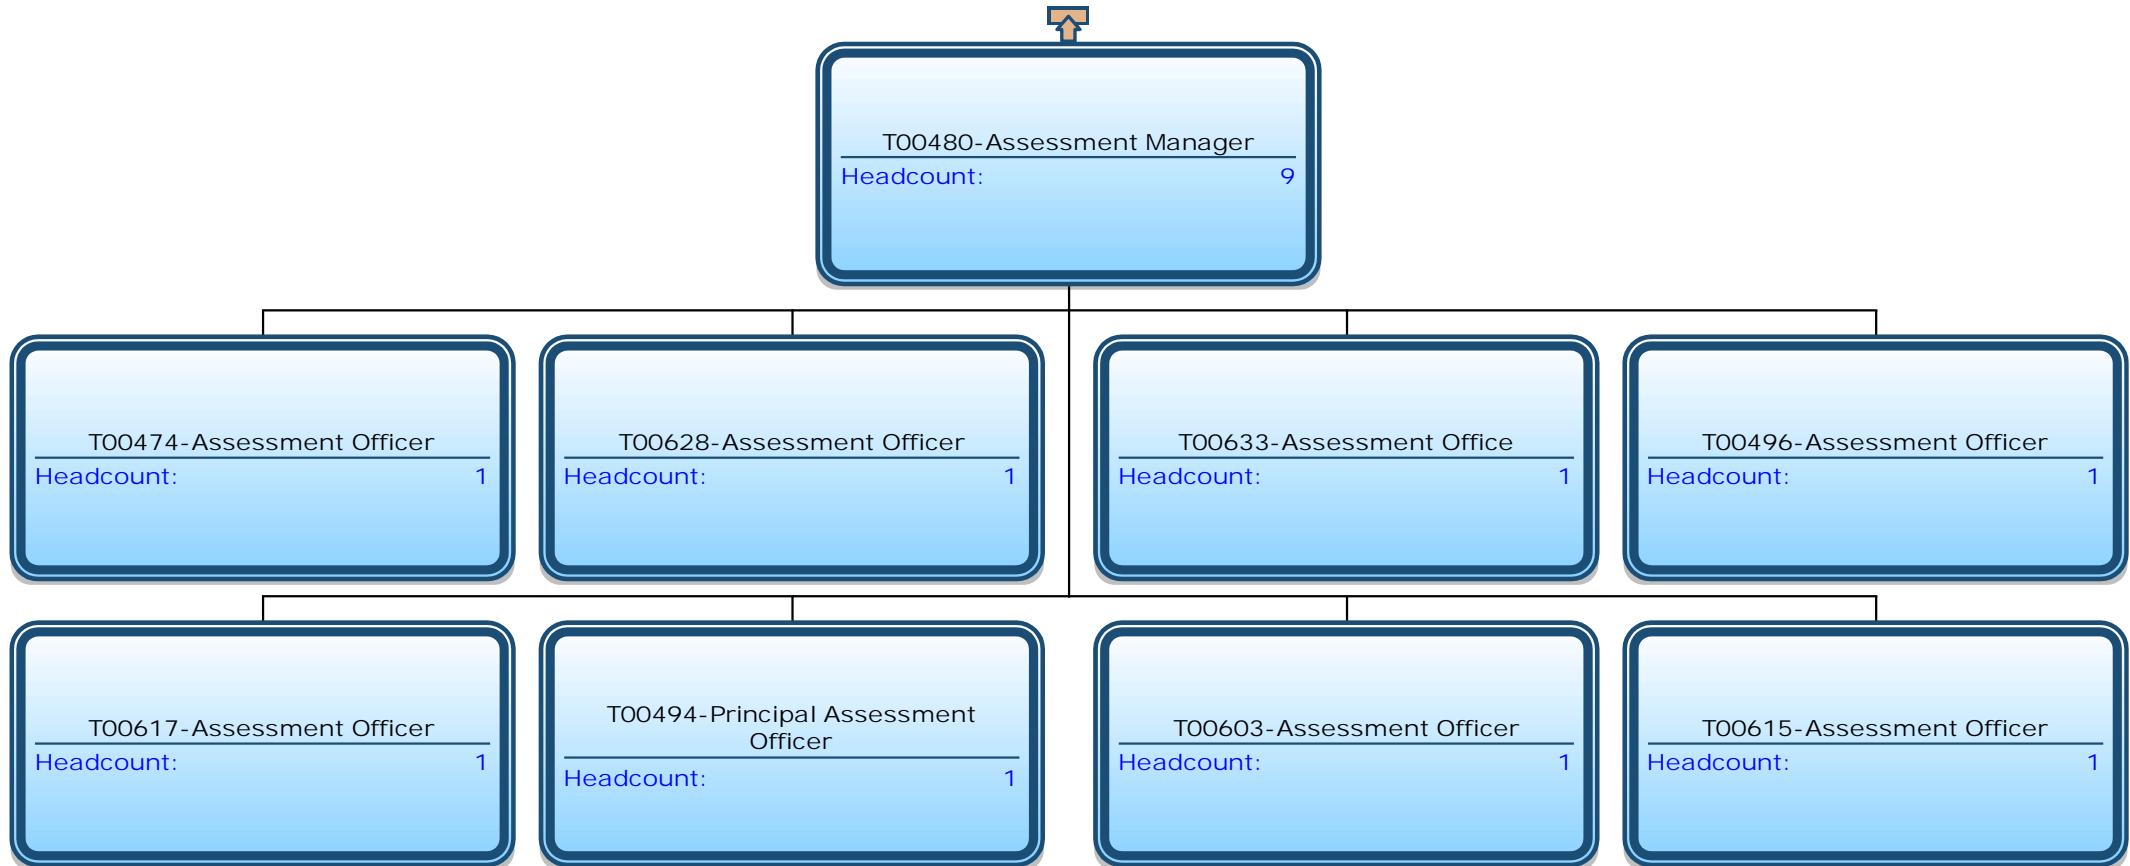 T00480-Assessment Manager
Headcount: 9
T00474-Assessment Officer
Headcount: 1
T00628-Assessment Officer
Headcount: 1
T00633-Assessment Office
Headcount: 1
T00496-Assessment Officer
Headcount: 1
T00617-Assessment Officer
Headcount: 1
T00494-Principal Assessment
Officer
Headcount: 1
T00603-Assessment Officer
Headcount: 1
T00615-Assessment Officer
Headcount: 1